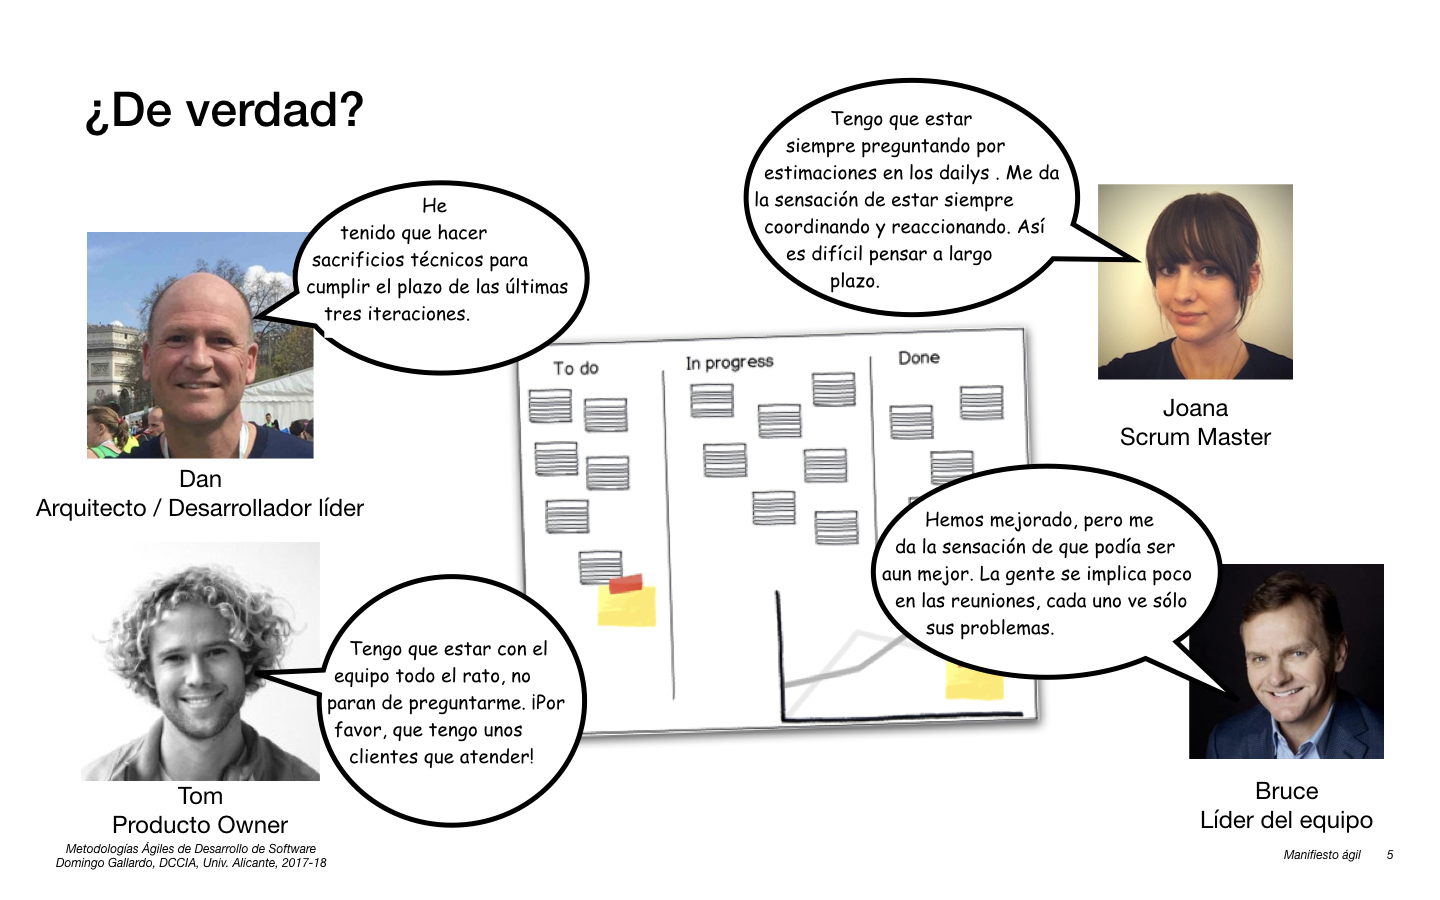 ¿De verdad?
He
tenido que hacer
sacrificios técnicos para
cumplir el plazo de las últimas
tres iteraciones.
Dan
Arquitecto / Desarrollador líder
Tengo que estar
siempre preguntando por
estimaciones en los dailys . Me da
la sensación de estar siempre
coordinando y reaccionando. Así
es difícil pensar a largo
plazo.
Joana
Scrum Master
To do
In progress
Done
Tengo que estar con el
equipo todo el rato, no
paran de preguntarme. ¡Por
favor, que tengo unos
clientes que atender!
Tom
Producto Owner
Hemos mejorado, pero me
da la sensación de que podía ser
aun mejor. La gente se implica poco
en las reuniones, cada uno ve sólo
sus problemas.
Bruce
Líder del equipo
Metodologías Ágiles de Desarrollo de Software
Domingo Gallardo, DCCIA, Univ. Alicante, 2017-18
Manifiesto ágil 5